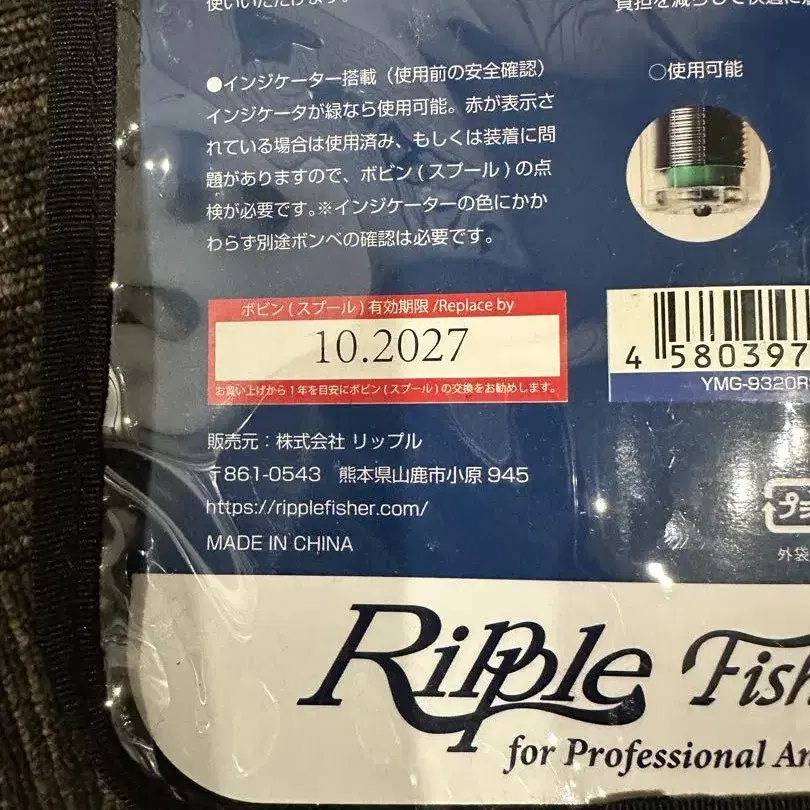 使いいただけます。
負担を減らして快適に
●インジケーター搭載（使用前の安全確認）
インジケータが緑なら使用可能。赤が表示さ
れている場合は使用済み、もしくは装着に問
題がありますので、ボビン(スプール)の点
検が必要です。※インジケーターの色にかか
わらず別途ボンベの確認は必要です。
○使用可能
ボビン(スプール)有効期限/Replace by
10.2027
お買い上げから1年を目安にボビン(スプール)の交換をお勧めします。
4 580397
YMG-9320R
販売元：株式会社 リップル
〒861-0543 熊本県山鹿市小原 945
https://ripplefisher.com/
MADE IN CHINA
プラ
外袋
Ripple Fish
for Professional An